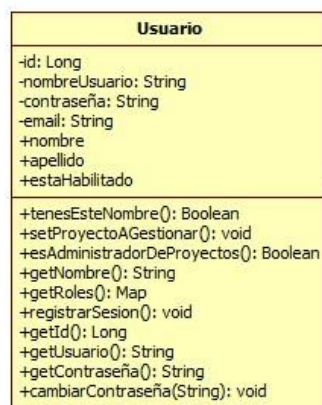 Usuario
-id: Long
-nombreUsuario: String
-contraseña: String
-email: String
+nombre
+apellido
+estaHabilitado
+tenesEsteNombre(): Boolean
+setProyectoAGestionar(): void
+esAdministradorDeProyectos(): Boolean
+getNombre(): String
+getRoles(): Map
+registrarSesion(): void
+getId(): Long
+getUsuario(): String
+getContraseña(): String
+cambiarContraseña(String): void